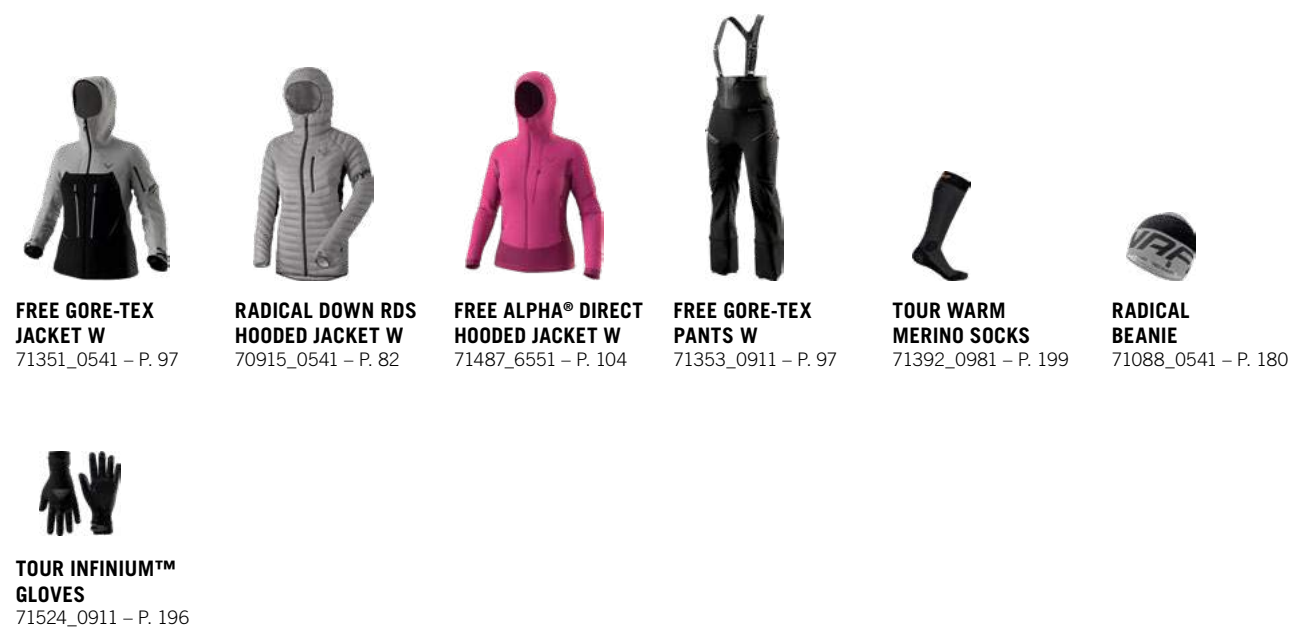 FREE GORE-TEX
JACKET W
71351_0541 – P. 97
RADICAL DOWN RDS
HOODED JACKET W
70915_0541 – P. 82
FREE ALPHA® DIRECT
HOODED JACKET W
71487_6551 – P. 104
FREE GORE-TEX
PANTS W
71353_0911 – P. 97
TOUR WARM
MERINO SOCKS
71392_0981 – P. 199
RADICAL
BEANIE
71088_0541 – P. 180
TOUR INFINIUM™
GLOVES
71524_0911 – P. 196